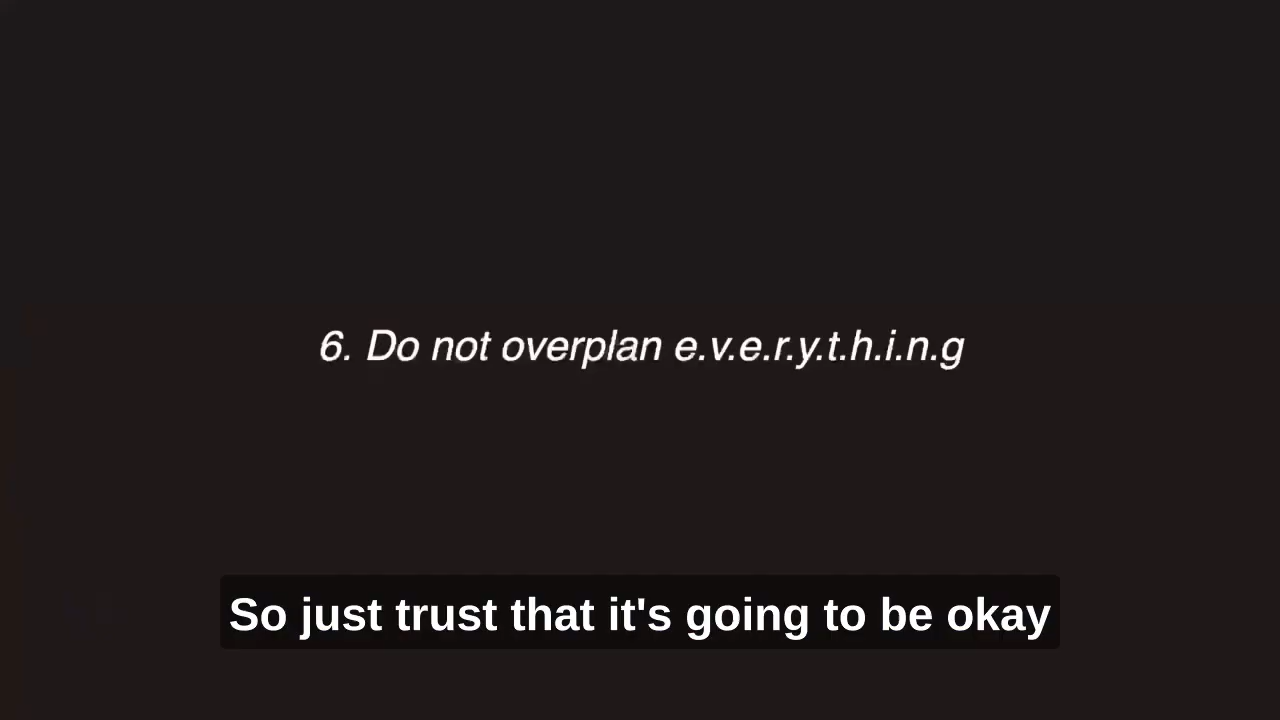 6. Do not overplan e.v.e.r.y.t.h.i.n.g
So just trust that it's going to be okay